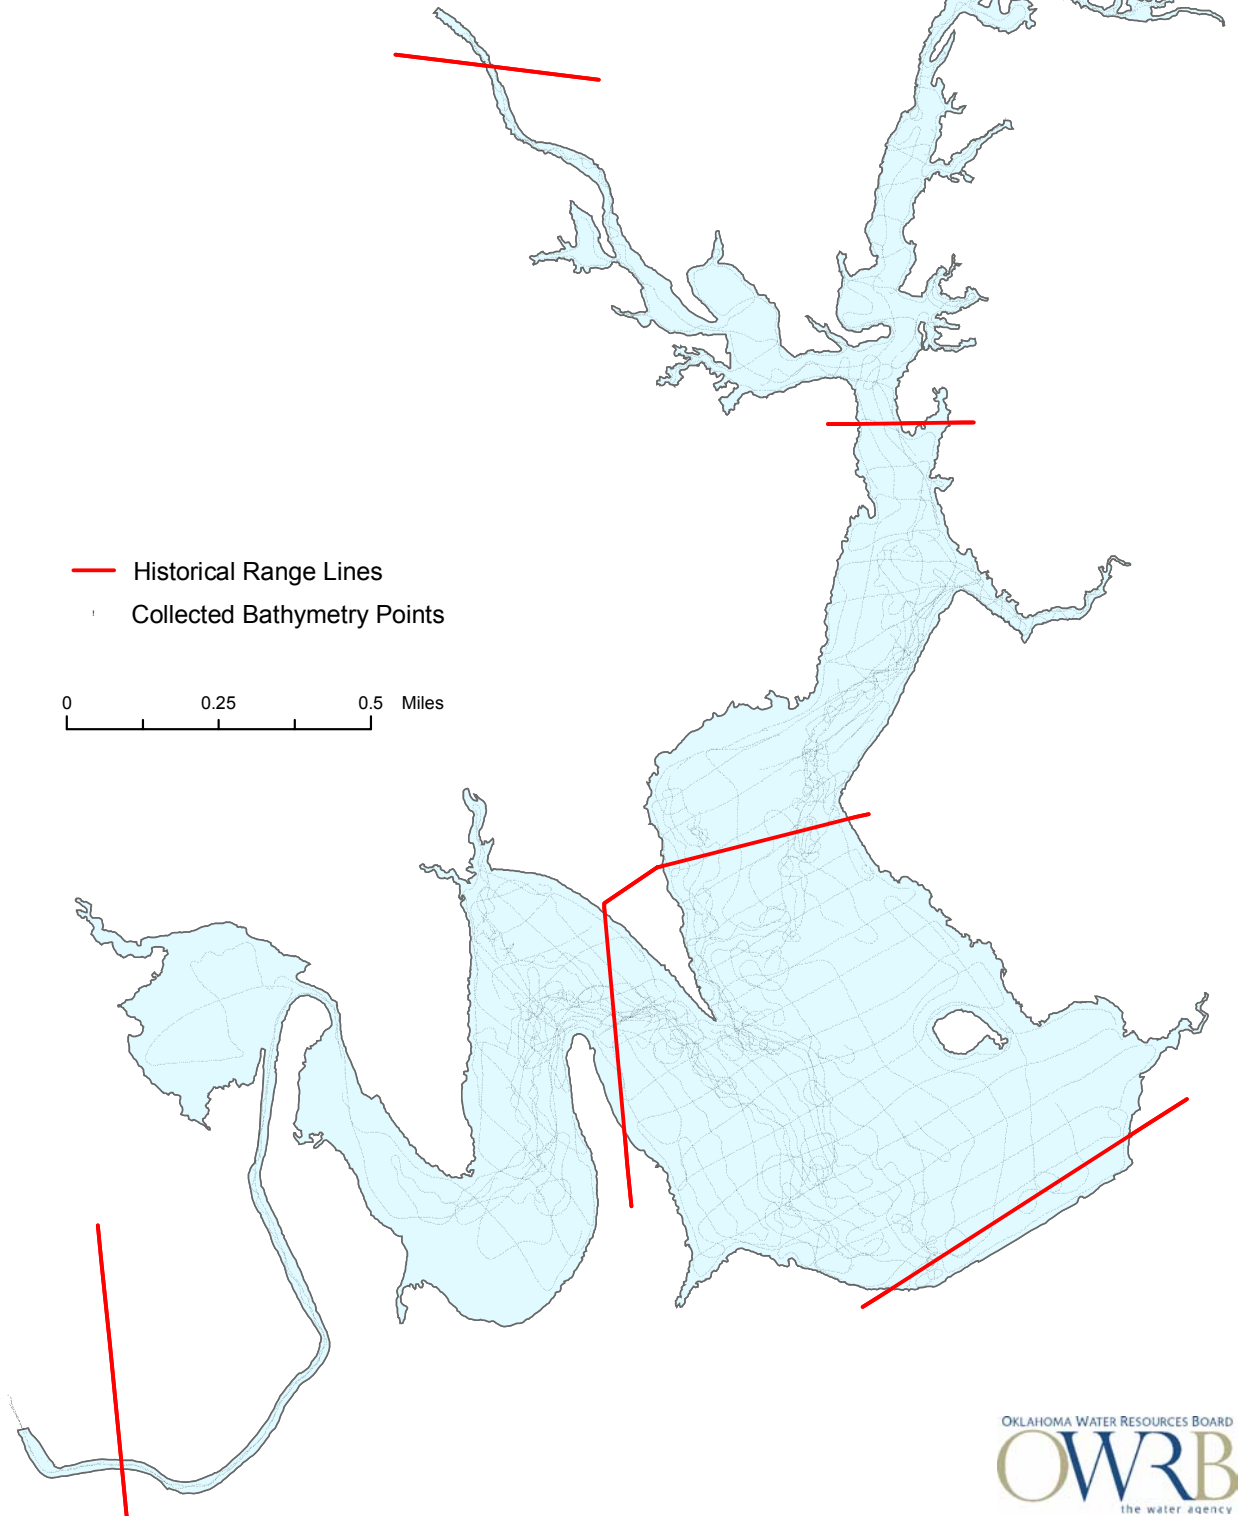 Historical Range Lines
Collected Bathymetry Points
0 0.25 0.5 Miles
OKLAHOMA WATER RESOURCES BOARD
OWRB
the water agency